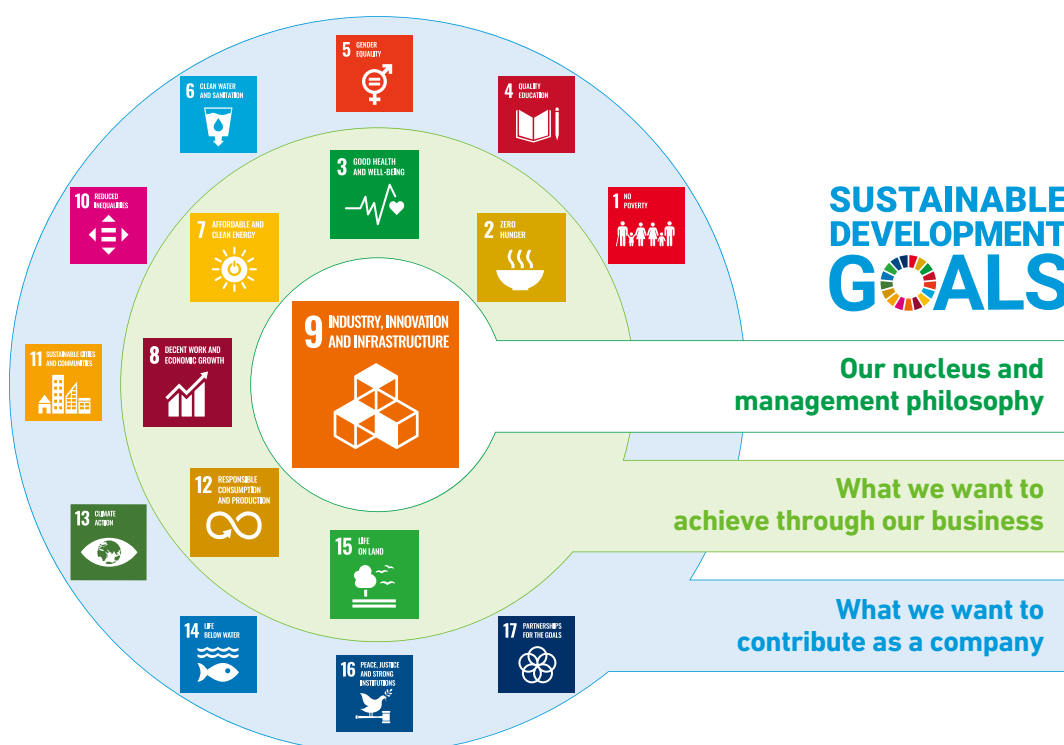 5 GENDER
EQUALITY
6 CLEAN WATER
AND SANITATION
4 QUALITY
EDUCATION
3 GOOD HEALTH
AND WELL-BEING
10 REDUCED
INEQUALITIES
1 NO
POVERTY
7 AFFORDABLE AND
CLEAN ENERGY
2 ZERO
HUNGER
SUSTAINABLE
DEVELOPMENT
GOALS
9 INDUSTRY, INNOVATION
AND INFRASTRUCTURE
11 SUSTAINABLE CITIES
AND COMMUNITIES
8 DECENT WORK AND
ECONOMIC GROWTH
Our nucleus and
management philosophy
12 RESPONSIBLE
CONSUMPTION
AND PRODUCTION
What we want to
achieve through our business
13 CLIMATE
ACTION
15 LIFE
ON LAND
What we want to
contribute as a company
14 LIFE
BELOW WATER
17 PARTNERSHIPS
FOR THE GOALS
16 PEACE, JUSTICE
AND STRONG
INSTITUTIONS